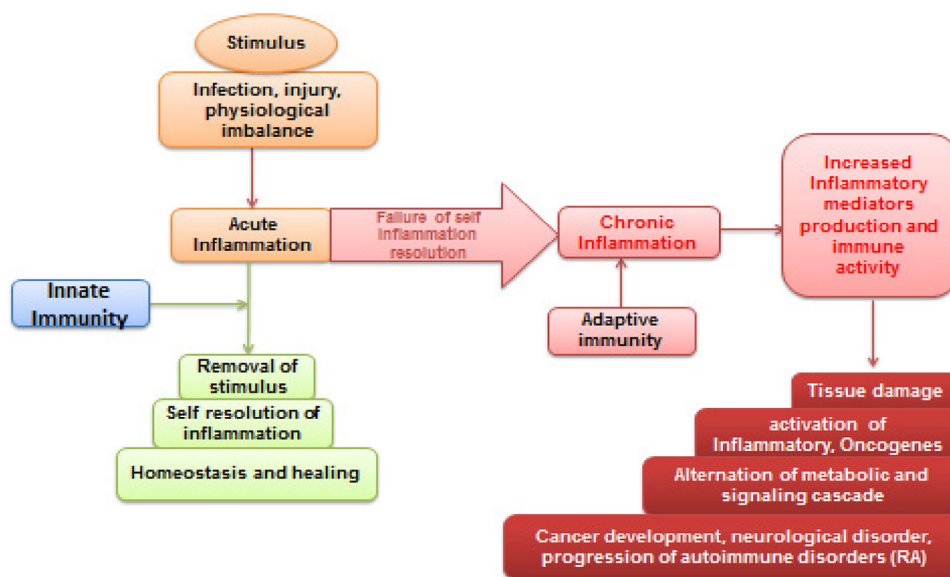 Stimulus
Infection, injury,
physiological
imbalance
Acute
Inflammation
Failure of self
inflammation
resolution
Chronic
Inflammation
Increased
Inflammatory
mediators
production and
immune
activity
Innate
Immunity
Adaptive
immunity
Removal of
stimulus
Self resolution of
inflammation
Homeostasis and healing
Tissue damage
activation of
Inflammatory, Oncogenes
Alternation of metabolic and
signaling cascade
Cancer development, neurological disorder,
progression of autoimmune disorders (RA)